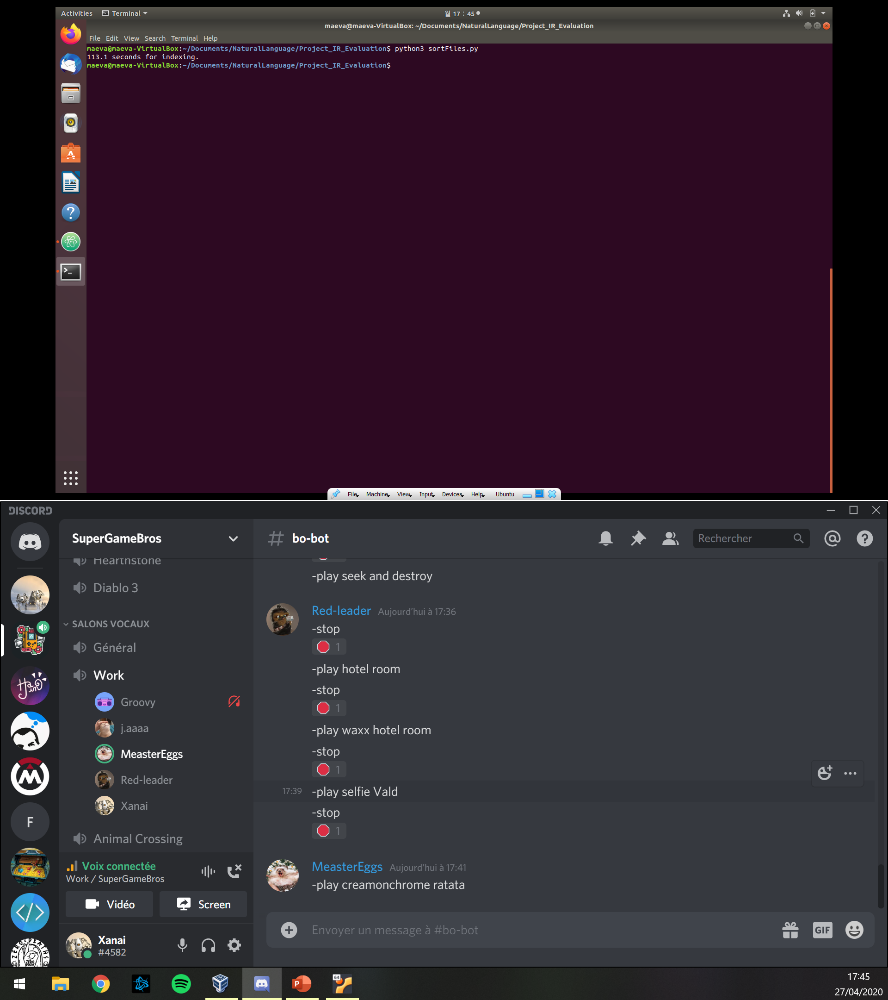 Activities Terminal 월 17 : 45
maeva@maeva-VirtualBox: ~/Documents/NaturalLanguage/Project_IR_Evaluation
File Edit View Search Terminal Help
maeva@maeva-VirtualBox:~/Documents/NaturalLanguage/Project_IR_Evaluation$ python3 sortFiles.py
113.1 seconds for indexing.
maeva@maeva-VirtualBox:~/Documents/NaturalLanguage/Project_IR_Evaluation$
File Machine View Input Devices Help Ubuntu
DISCORD
SuperGameBros
Hearthstone
Diablo 3
SALONS VOCAUX
Général
Work
Groovy
j.aaaa
MeasterEggs
Red-leader
Xanai
Animal Crossing
Voix connectée
Work / SuperGameBros
Vidéo Screen
Xanai
#4582
F
ZERO DEATHS
ZERO
# bo-bot
Rechercher
-play seek and destroy
Red-leader Aujourd'hui à 17:36
-stop
1
-play hotel room
-stop
1
-play waxx hotel room
-stop
1
17:39 -play selfie Vald
-stop
1
MeasterEggs Aujourd'hui à 17:41
-play creamonchrome ratata
Envoyer un message à #bo-bot
GIF
P
64
17:45
27/04/2020